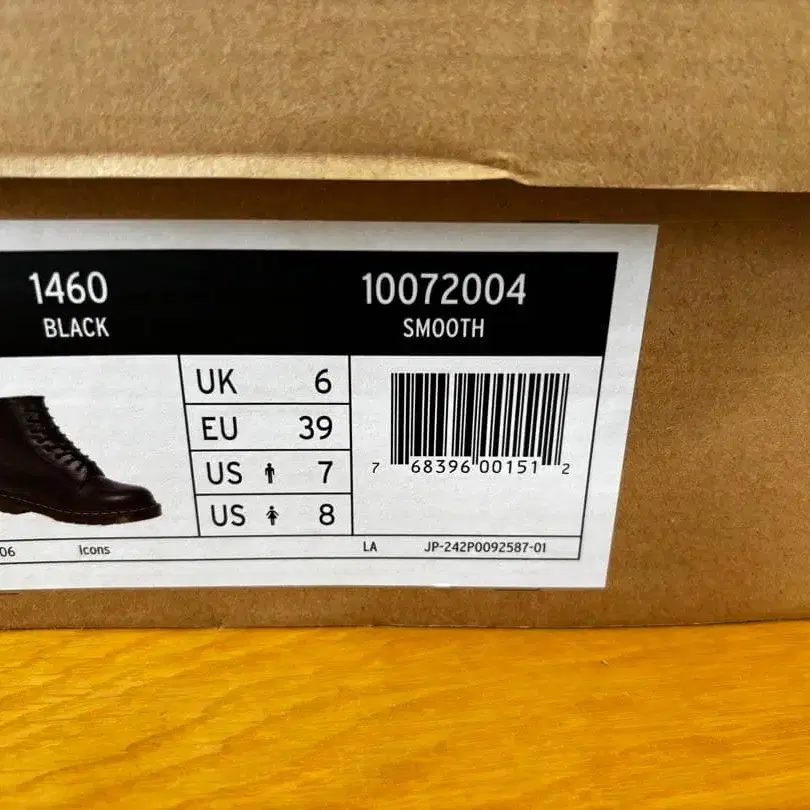 1460
BLACK
10072004
SMOOTH
UK 6
EU 39
US 7
US 8
7 68396 00151 2
06 Icons LA JP-242P0092587-01